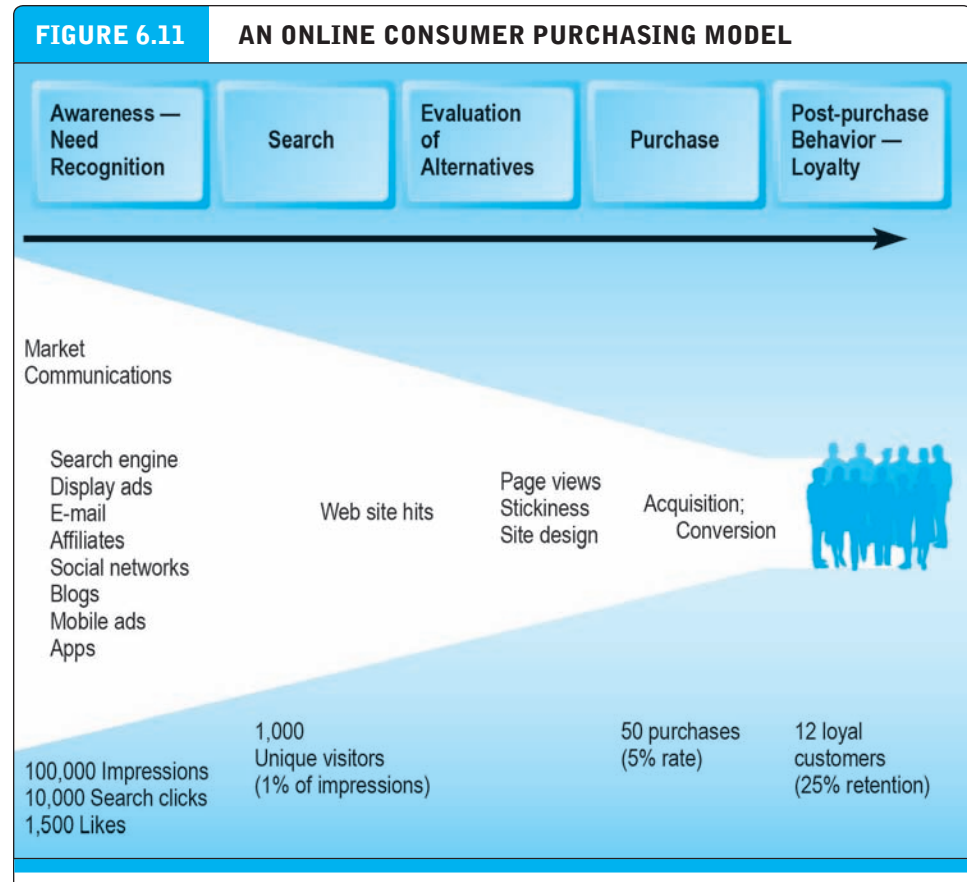 FIGURE 6.11 AN ONLINE CONSUMER PURCHASING MODEL
Awareness —
Need
Recognition
Search
Evaluation
of
Alternatives
Purchase
Post-purchase
Behavior —
Loyalty
Market
Communications
Search engine
Display ads
E-mail
Affiliates
Social networks
Blogs
Mobile ads
Apps
Web site hits
Page views
Stickiness
Site design
Acquisition;
Conversion
100,000 Impressions
10,000 Search clicks
1,500 Likes
1,000
Unique visitors
(1% of impressions)
50 purchases
(5% rate)
12 loyal
customers
(25% retention)